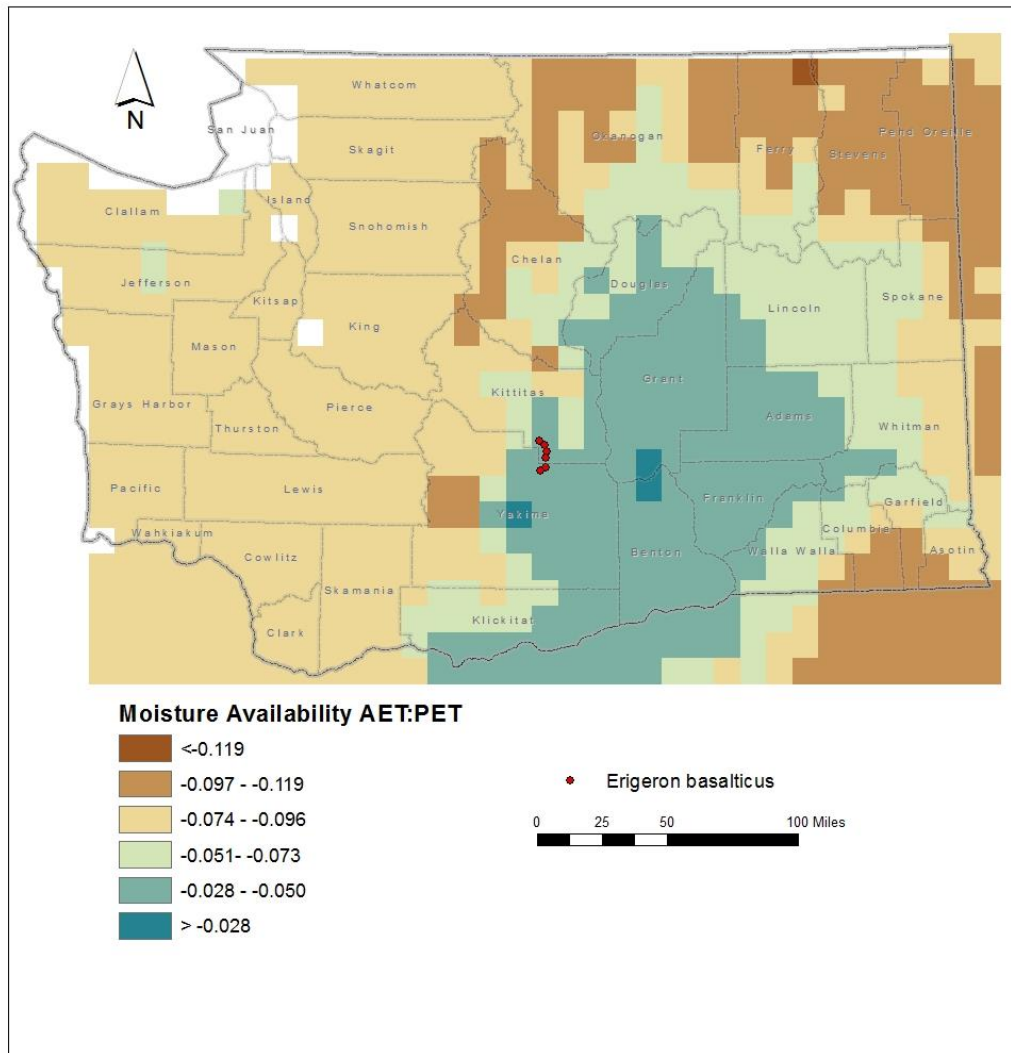 N
Whatcom
San Juan
Okanogan
Pend Oreille
Skagit
Ferry
Stevens
Island
Clallam
Snohomish
Chelan
Jefferson
Douglas
Kitsap
Lincoln
Spokane
King
Mason
Grant
Kittitas
Grays Harbor
Pierce
Adams
Thurston
Whitman
Pacific
Lewis
Franklin
Garfield
Yakima
Columbia
Wahkiakum
Benton
Walla Walla
Asotin
Cowlitz
Skamania
Klickitat
Clark
Moisture Availability AET:PET
<-0.119
-0.097 - -0.119
-0.074 - -0.096
-0.051- -0.073
-0.028 - -0.050
> -0.028
Erigeron basalticus
0 25 50 100 Miles